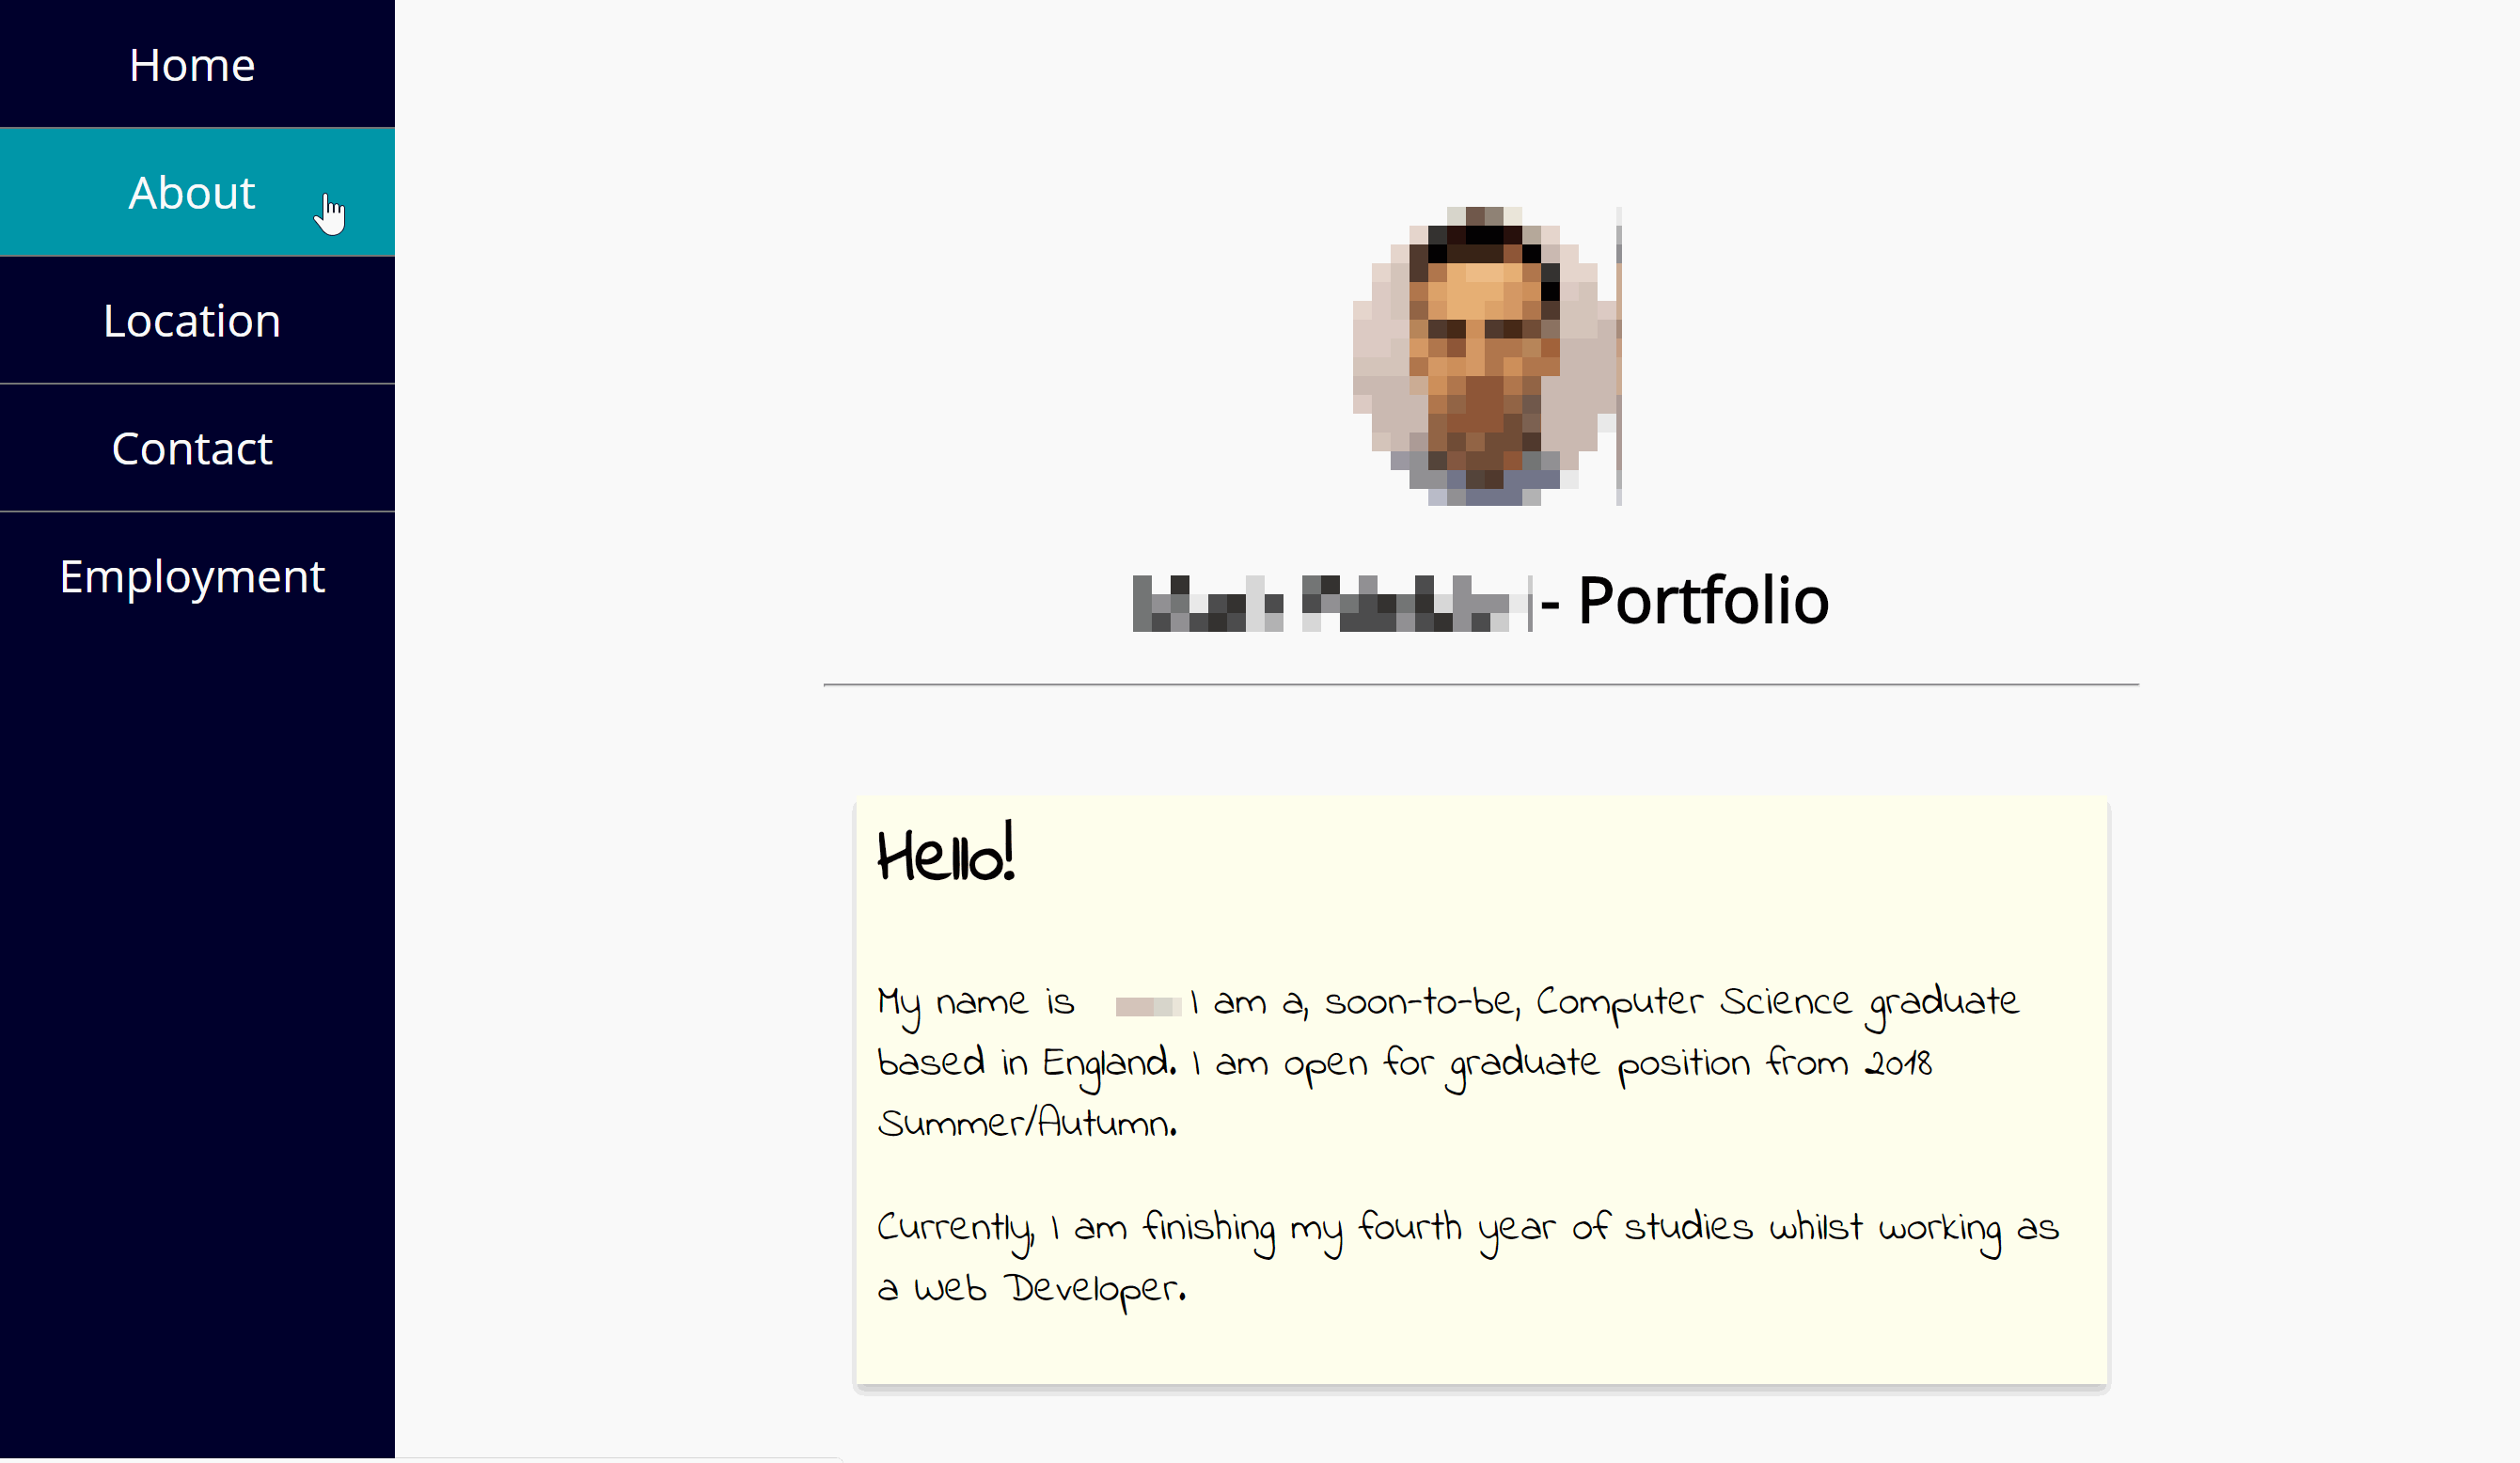 Home
About
Location
Contact
Employment
- Portfolio
Hello!
My name is I am a, soon-to-be, Computer Science graduate
based in England. I am open for graduate position from 2018
Summer/Autumn.
Currently, I am finishing my fourth year of studies whilst working as
a Web Developer.